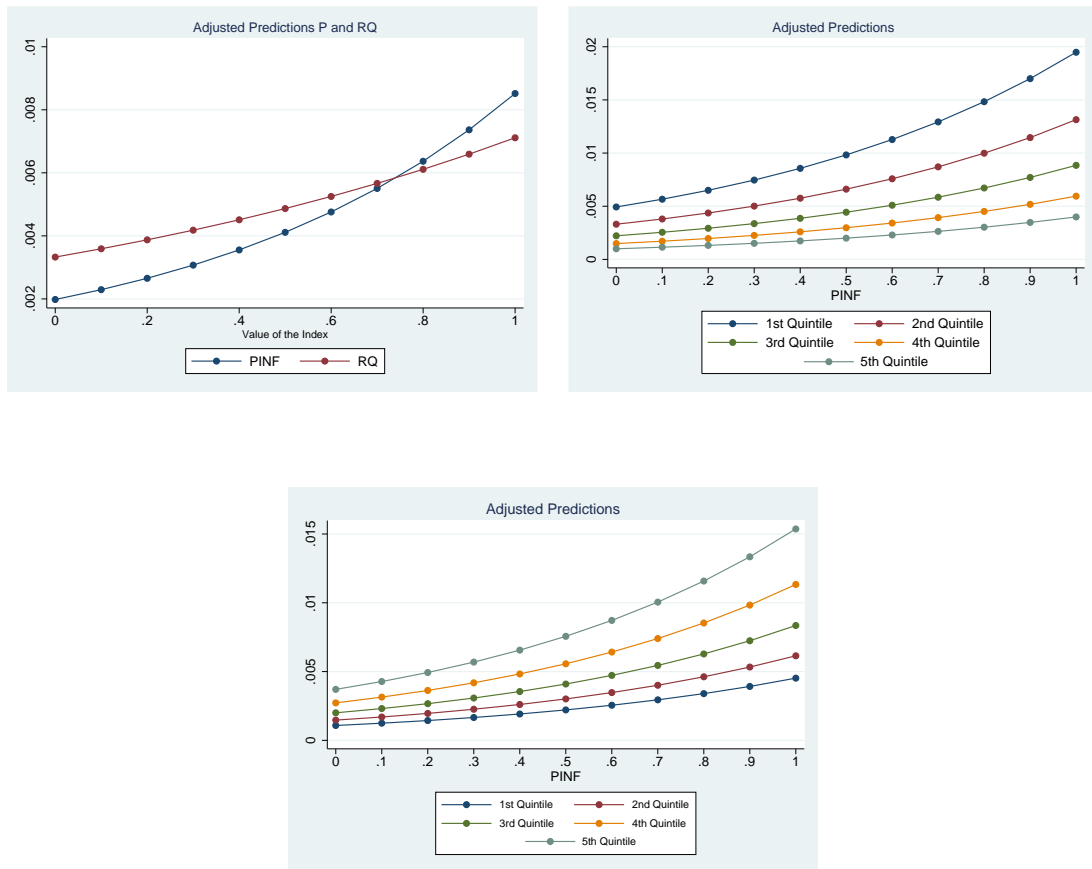 Adjusted Predictions P and RQ
.01
.008
.006
.004
.002
0 .2 .4 .6 .8 1
Value of the Index
PINF RQ
Adjusted Predictions
.02
.015
.01
.005
0
0 .1 .2 .3 .4 .5 .6 .7 .8 .9 1
PINF
1st Quintile 2nd Quintile
3rd Quintile 4th Quintile
5th Quintile
Adjusted Predictions
.015
.01
.005
0
0 .1 .2 .3 .4 .5 .6 .7 .8 .9 1
PINF
1st Quintile 2nd Quintile
3rd Quintile 4th Quintile
5th Quintile